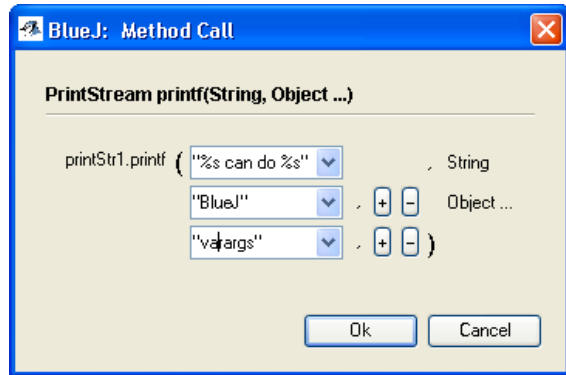 BlueJ: Method Call
PrintStream printf(String, Object ...)
printStr1.printf ( "%s can do %s" , String
"BlueJ" , + - Object ...
"varargs" , + - )
Ok Cancel